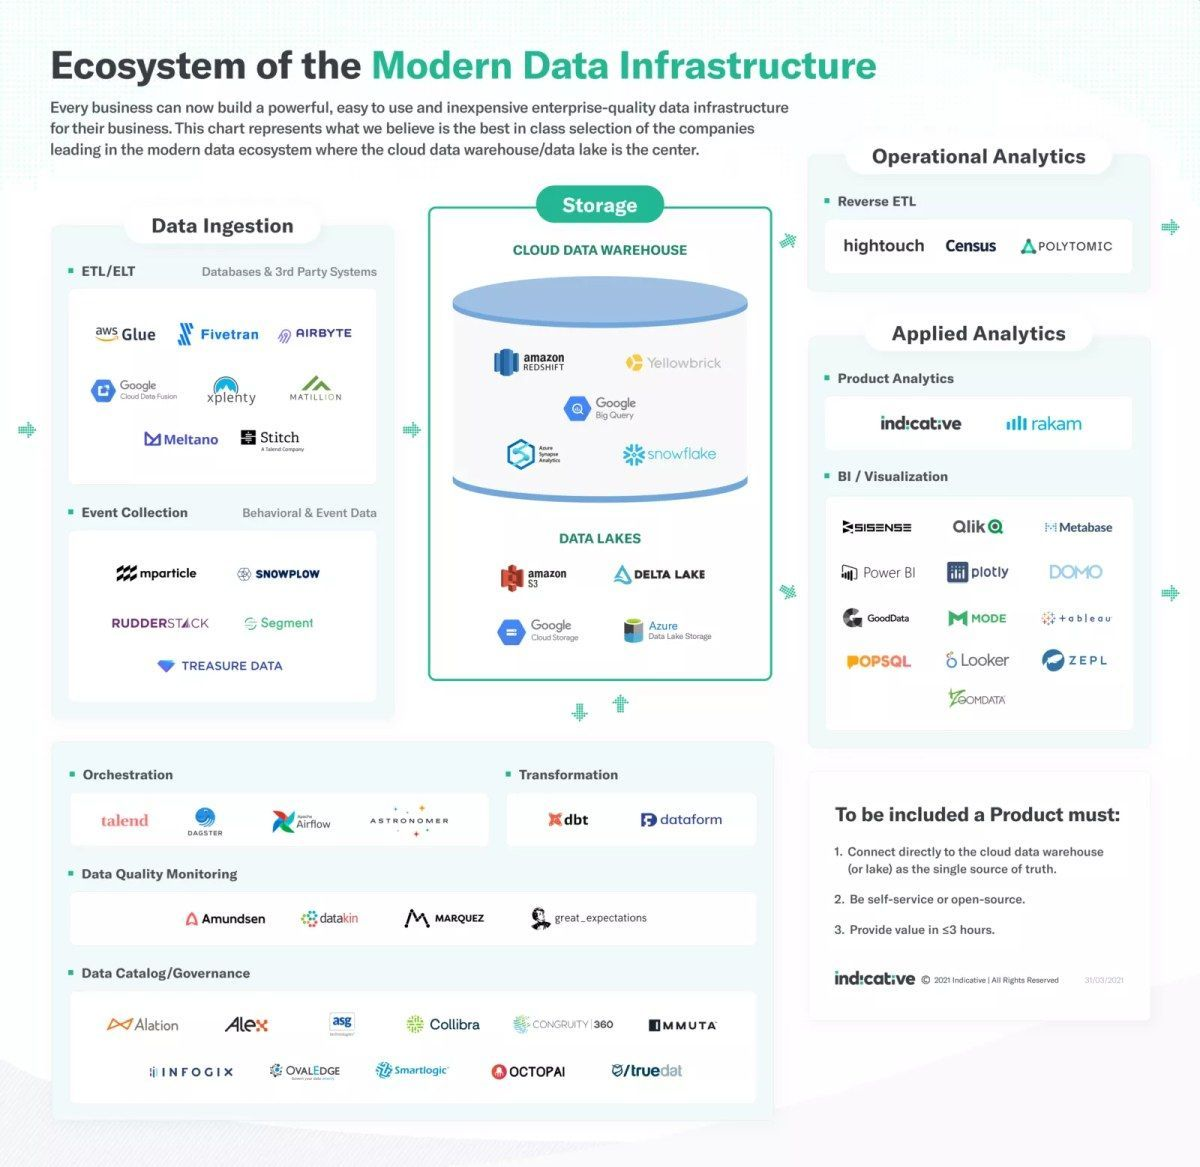 Ecosystem of the Modern Data Infrastructure
Every business can now build a powerful, easy to use and inexpensive enterprise-quality data infrastructure
for their business. This chart represents what we believe is the best in class selection of the companies
leading in the modern data ecosystem where the cloud data warehouse/data lake is the center.
Data Ingestion
ETL/ELT
Databases & 3rd Party Systems
aws Glue
Fivetran
AIRBYTE
Google
Cloud Data Fusion
xplenty
MATILLION
Meltano
Stitch
A Talend Company
Event Collection
Behavioral & Event Data
mparticle
SNOWPLOW
RUDDERSTACK
Segment
TREASURE DATA
Storage
CLOUD DATA WAREHOUSE
amazon
REDSHIFT
Yellowbrick
Google
Big Query
Azure
Synapse
Analytics
snowflake
DATA LAKES
amazon
S3
DELTA LAKE
Google
Cloud Storage
Azure
Data Lake Storage
Operational Analytics
Reverse ETL
hightouch
Census
POLYTOMIC
Applied Analytics
Product Analytics
indicative
rakam
BI / Visualization
SISENSE
Qlik
Metabase
Power BI
plotly
DOMO
GoodData
MODE
+ableau
POPSQL
Looker
ZEPL
ZOOMDATA
Orchestration
talend
DAGSTER
Apache
Airflow
ASTRONOMER
Transformation
dbt
dataform
Data Quality Monitoring
Amundsen
datakin
MARQUEZ
great_expectations
Data Catalog/Governance
Alation
Alex
asg
technologies
Collibra
CONGRUITY|360
IMMUTA
INFOGIX
OVALEDGE
Smartlogic
OCTOPAI
/truedat
To be included a Product must:
1. Connect directly to the cloud data warehouse
(or lake) as the single source of truth.
2. Be self-service or open-source.
3. Provide value in ≤3 hours.
indicative © 2021 Indicative | All Rights Reserved
31/03/2021